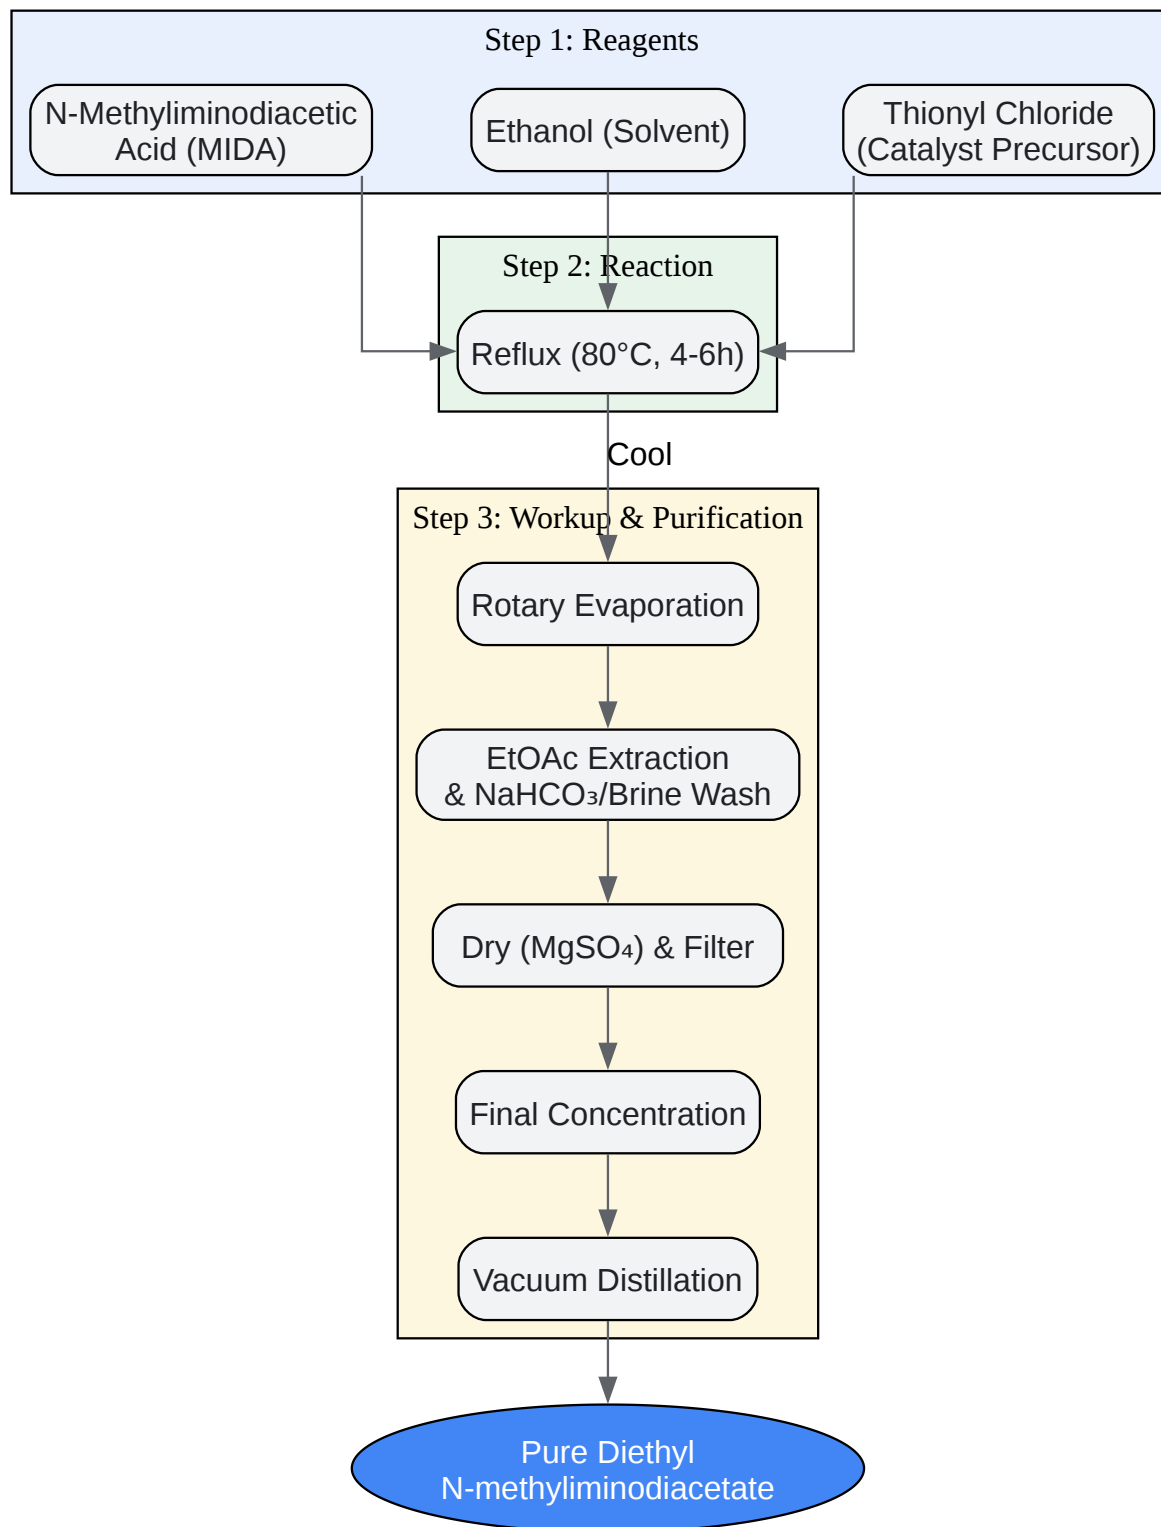 Step 1: Reagents
N-Methyliminodiacetic
Acid (MIDA)
Ethanol (Solvent)
Thionyl Chloride
(Catalyst Precursor)
Step 2: Reaction
Reflux (80°C, 4-6h)
Cool
Step 3: Workup & Purification
Rotary Evaporation
EtOAc Extraction
& NaHCO₃/Brine Wash
Dry (MgSO₄) & Filter
Final Concentration
Vacuum Distillation
Pure Diethyl
N-methyliminodiacetate